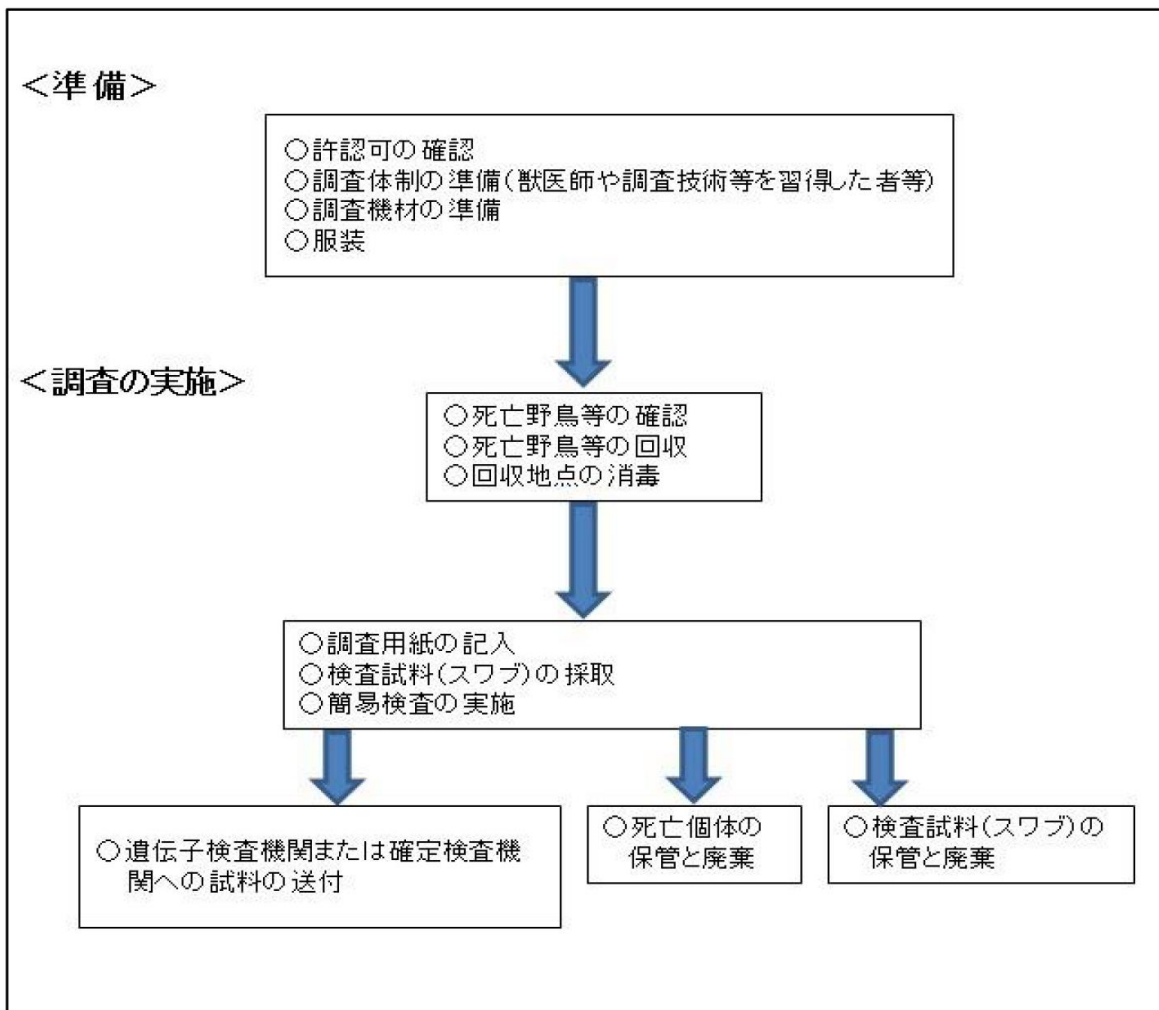 ＜準備＞
○許認可の確認
○調査体制の準備(獣医師や調査技術等を習得した者等)
○調査機材の準備
○服装
＜調査の実施＞
○死亡野鳥等の確認
○死亡野鳥等の回収
○回収地点の消毒
○調査用紙の記入
○検査試料(スワブ)の採取
○簡易検査の実施
○遺伝子検査機関または確定検査機
関への試料の送付
○死亡個体の
保管と廃棄
○検査試料(スワブ)の
保管と廃棄